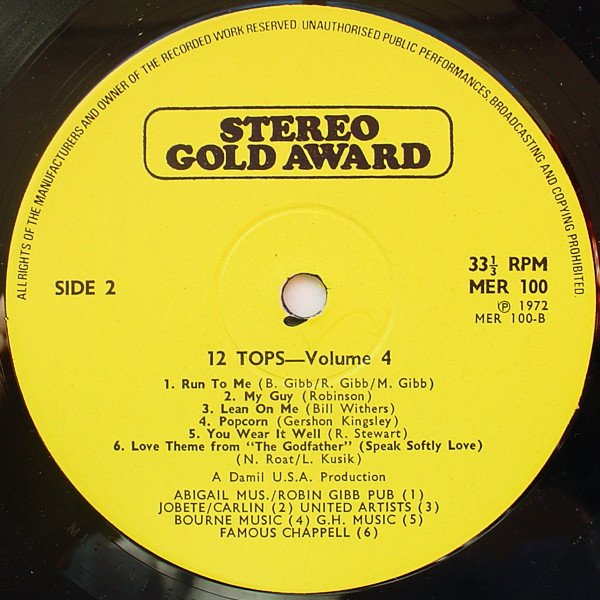 ALL RIGHTS OF THE MANUFACTURERS AND OWNER OF THE RECORDED WORK RESERVED. UNAUTHORISED PUBLIC PERFORMANCES, BROADCASTING AND COPYING PROHIBITED
STEREO
GOLD AWARD
SIDE 2
33⅓ RPM
MER 100
℗ 1972
MER 100-B
12 TOPS—Volume 4
1. Run To Me (B. Gibb/R. Gibb/M. Gibb)
2. My Guy (Robinson)
3. Lean On Me (Bill Withers)
4. Popcorn (Gershon Kingsley)
5. You Wear It Well (R. Stewart)
6. Love Theme from "The Godfather" (Speak Softly Love)
(N. Roat/L. Kusik)
A Damil U.S.A. Production
ABIGAIL MUS./ROBIN GIBB PUB (1)
JOBETE/CARLIN (2) UNITED ARTISTS (3)
BOURNE MUSIC (4) G.H. MUSIC (5)
FAMOUS CHAPPELL (6)